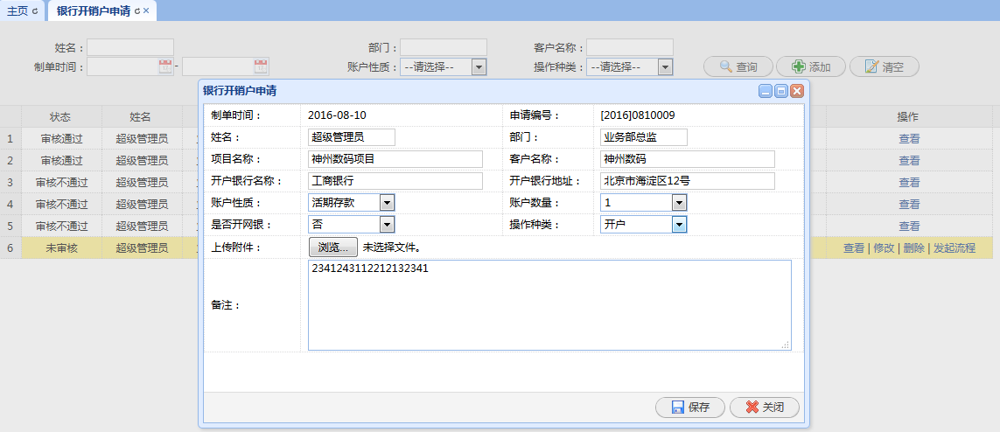 主页 银行开销户申请
姓名： 部门： 客户名称：
制单时间： - 账户性质： --请选择-- 操作种类： --请选择-- 查询 添加 清空
银行开销户申请
状态 姓名 操作
1 审核通过 超级管理员 查看
2 审核通过 超级管理员 查看
3 审核不通过 超级管理员 查看
4 审核不通过 超级管理员 查看
5 审核不通过 超级管理员 查看
6 未审核 超级管理员 查看 | 修改 | 删除 | 发起流程
制单时间： 2016-08-10 申请编号： [2016]0810009
姓名： 超级管理员 部门： 业务部总监
项目名称： 神州数码项目 客户名称： 神州数码
开户银行名称： 工商银行 开户银行地址： 北京市海淀区12号
账户性质： 活期存款 账户数量： 1
是否开网银： 否 操作种类： 开户
上传附件： 浏览... 未选择文件。
备注： 2341243112212132341
保存 关闭